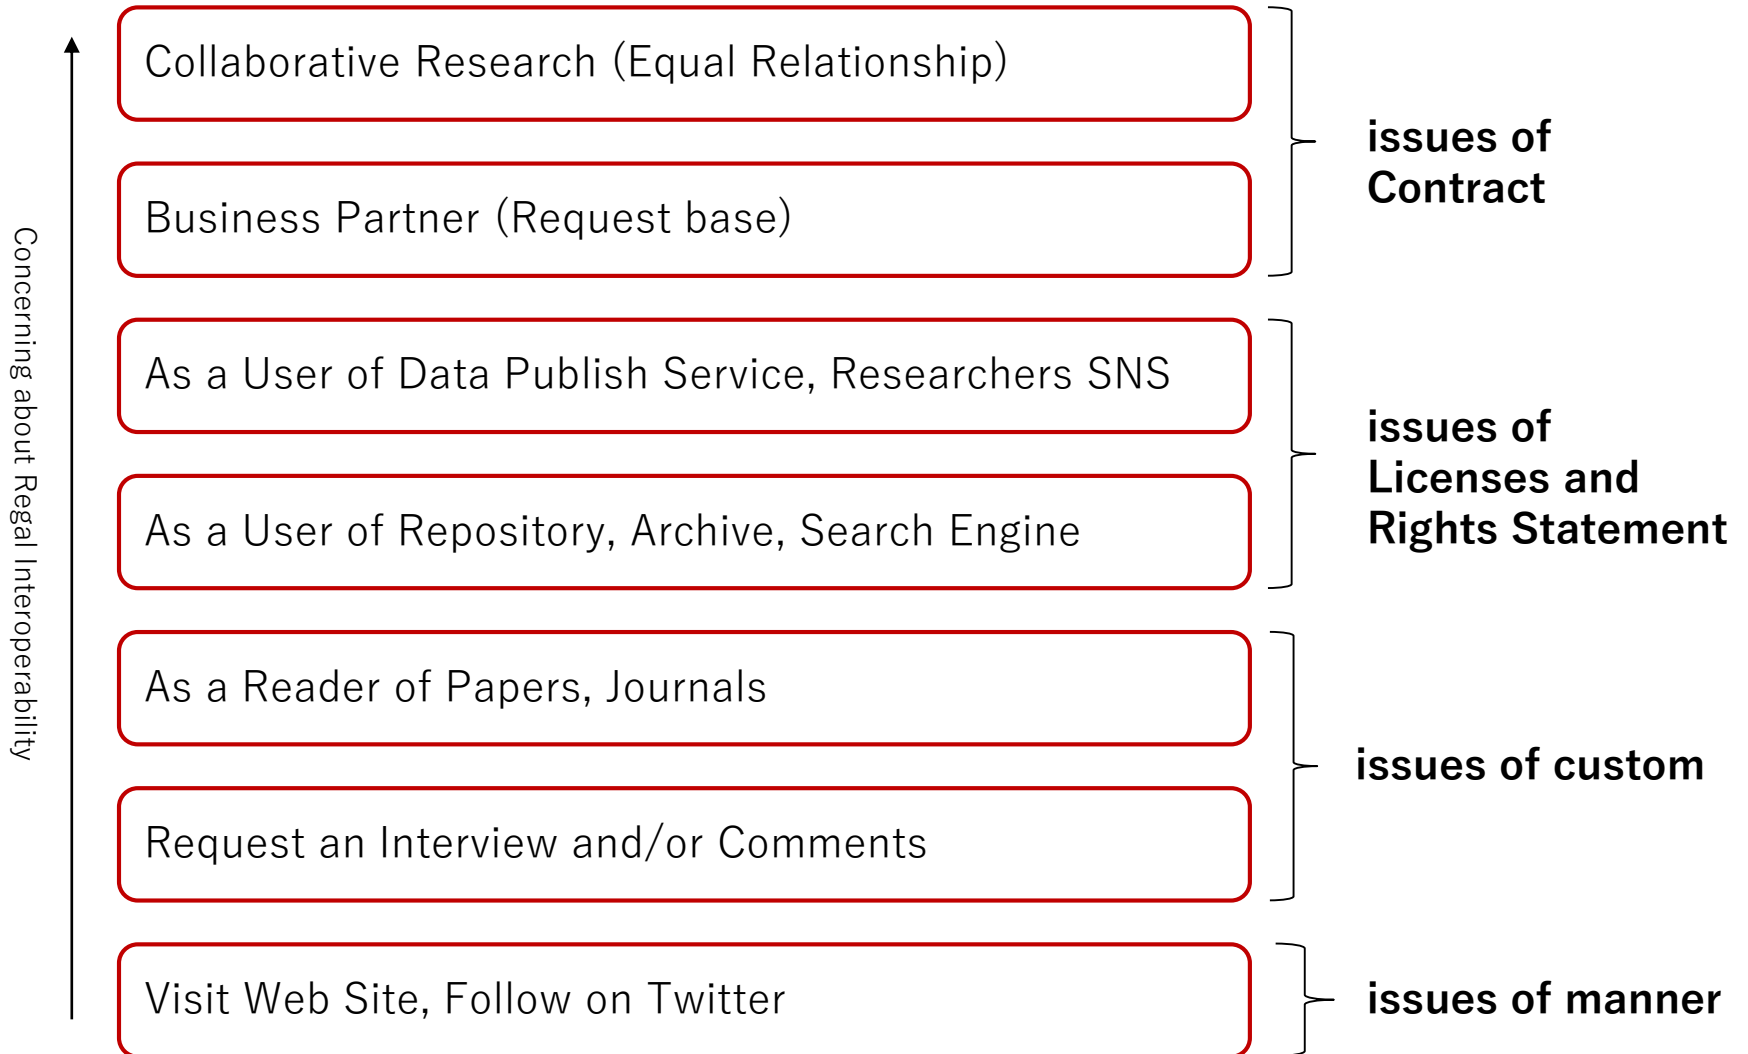 Collaborative Research (Equal Relationship)
Business Partner (Request base)
issues of
Contract
As a User of Data Publish Service, Researchers SNS
As a User of Repository, Archive, Search Engine
issues of
Licenses and
Rights Statement
As a Reader of Papers, Journals
Request an Interview and/or Comments
issues of custom
Visit Web Site, Follow on Twitter
issues of manner
Concerning about Regal Interoperability